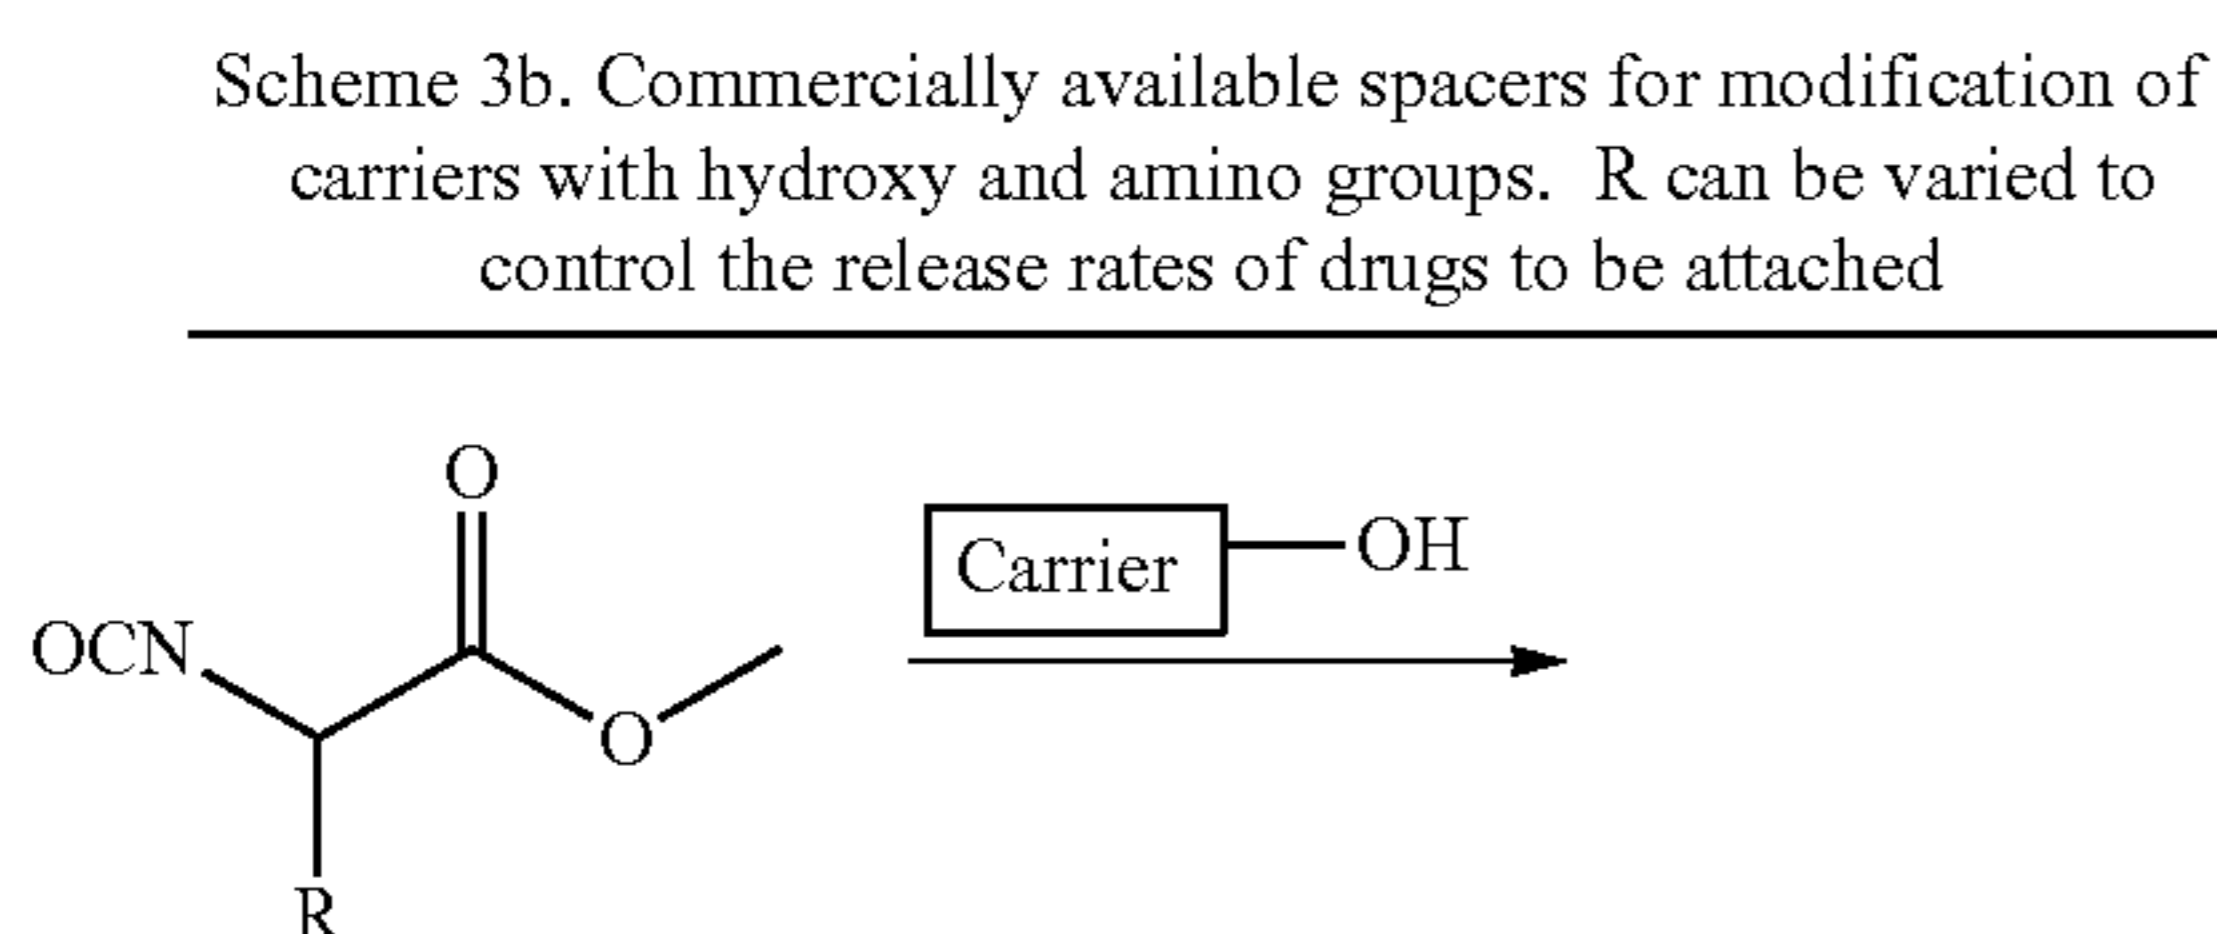 Scheme 3b. Commercially available spacers for modification of
carriers with hydroxy and amino groups. R can be varied to
control the release rates of drugs to be attached
O
Carrier
OH
OCN
O
R